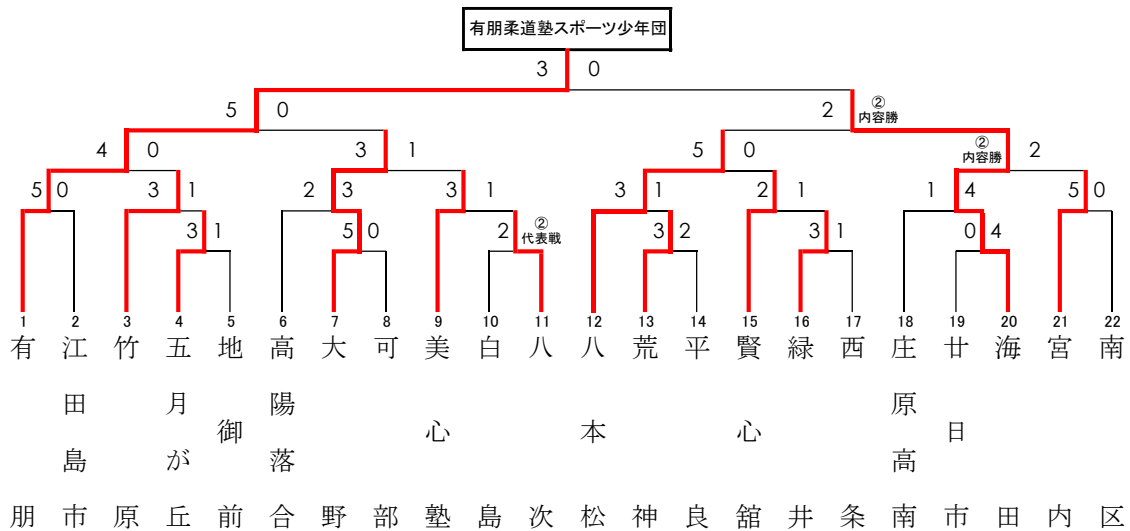 有朋柔道塾スポーツ少年団
3 0
5 0 2 ② 内容勝
4 0 3 1 5 0 ② 内容勝 2
5 0 3 1 2 3 3 1 3 1 2 1 1 4 5 0
3 1 5 0 2 ② 代表戦 3 2 3 1 0 4
1 2 3 4 5 6 7 8 9 10 11 12 13 14 15 16 17 18 19 20 21 22
有朋
江田島市
竹原
五月が丘
地御前
高陽落合
大野
可部
美心塾
白島
八次
八本松
荒神
平良
賢心舘
緑井
西条
庄原高南
廿日市
海田
宮内
南区